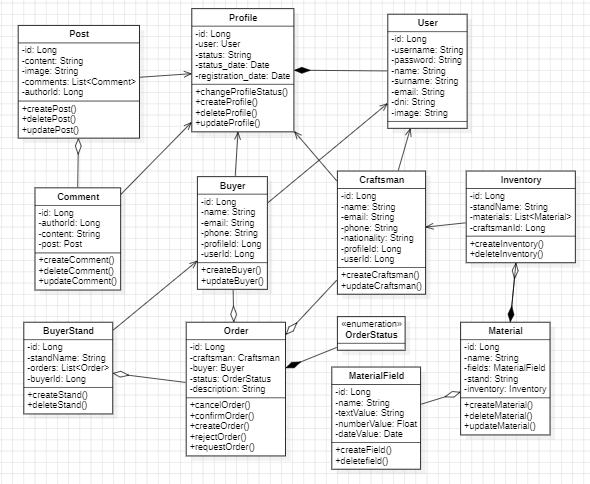 Post
-id: Long
-content: String
-image: String
-comments: List<Comment>
-authorId: Long
+createPost()
+deletePost()
+updatePost()
Profile
-id: Long
-user: User
-status: String
-status_date: Date
-registration_date: Date
+changeProfileStatus()
+createProfile()
+deleteProfile()
+updateProfile()
User
-id: Long
-username: String
-password: String
-name: String
-surname: String
-email: String
-dni: String
-image: String
Comment
-id: Long
-authorId: Long
-content: String
-post: Post
+createComment()
+deleteComment()
+updateComment()
Buyer
-id: Long
-name: String
-email: String
-phone: String
-profileId: Long
-userId: Long
+createBuyer()
+updateBuyer()
Craftsman
-id: Long
-name: String
-email: String
-phone: String
-nationality: String
-profileId: Long
-userId: Long
+createCraftsman()
+updateCraftsman()
Inventory
-id: Long
-standName: String
-materials: List<Material>
-craftsmanId: Long
+createInventory()
+deleteInventory()
BuyerStand
-id: Long
-standName: String
-orders: List<Order>
-buyerId: Long
+createStand()
+deleteStand()
Order
-id: Long
-craftsman: Craftsman
-buyer: Buyer
-status: OrderStatus
-description: String
+cancelOrder()
+confirmOrder()
+createOrder()
+rejectOrder()
+requestOrder()
«enumeration»
OrderStatus
MaterialField
-id: Long
-name: String
-textValue: String
-numberValue: Float
-dateValue: Date
+createField()
+deletefield()
Material
-id: Long
-name: String
-fields: MaterialField
-stand: String
-inventory: Inventory
+createMaterial()
+deleteMaterial()
+updateMaterial()